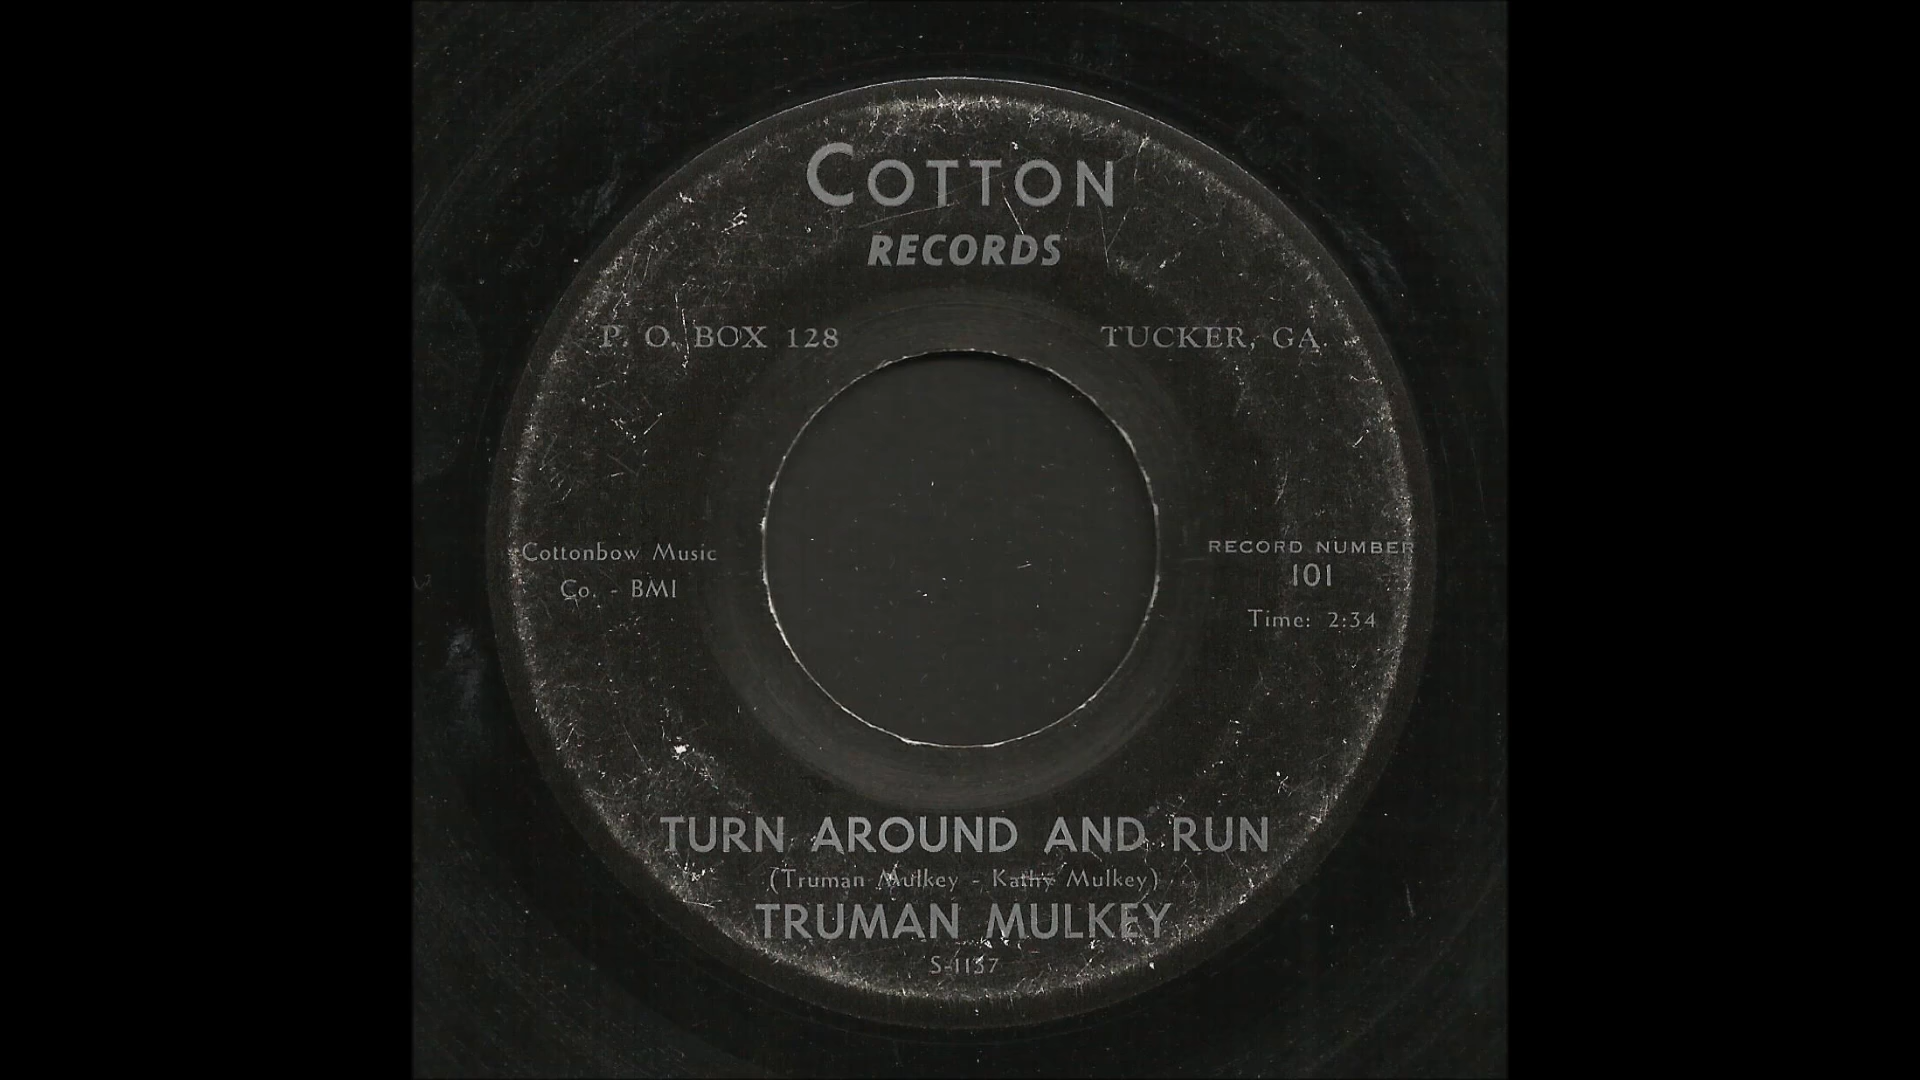 COTTON
RECORDS
P. O. BOX 128
TUCKER, GA.
Cottonbow Music
Co. - BMI
RECORD NUMBER
101
Time: 2:34
TURN AROUND AND RUN
(Truman Mulkey - Kathy Mulkey)
TRUMAN MULKEY
S-1137